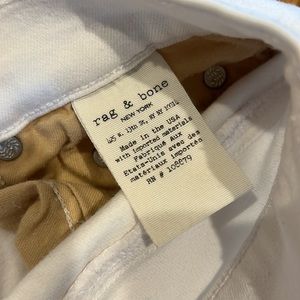 rag & bone
NEW YORK
425 w. 13th St, NY NY 10014
Made in the USA
with imported materials
Fabriqué Aux
Etats-Unis avec des
matériaux importés
RN # 108879